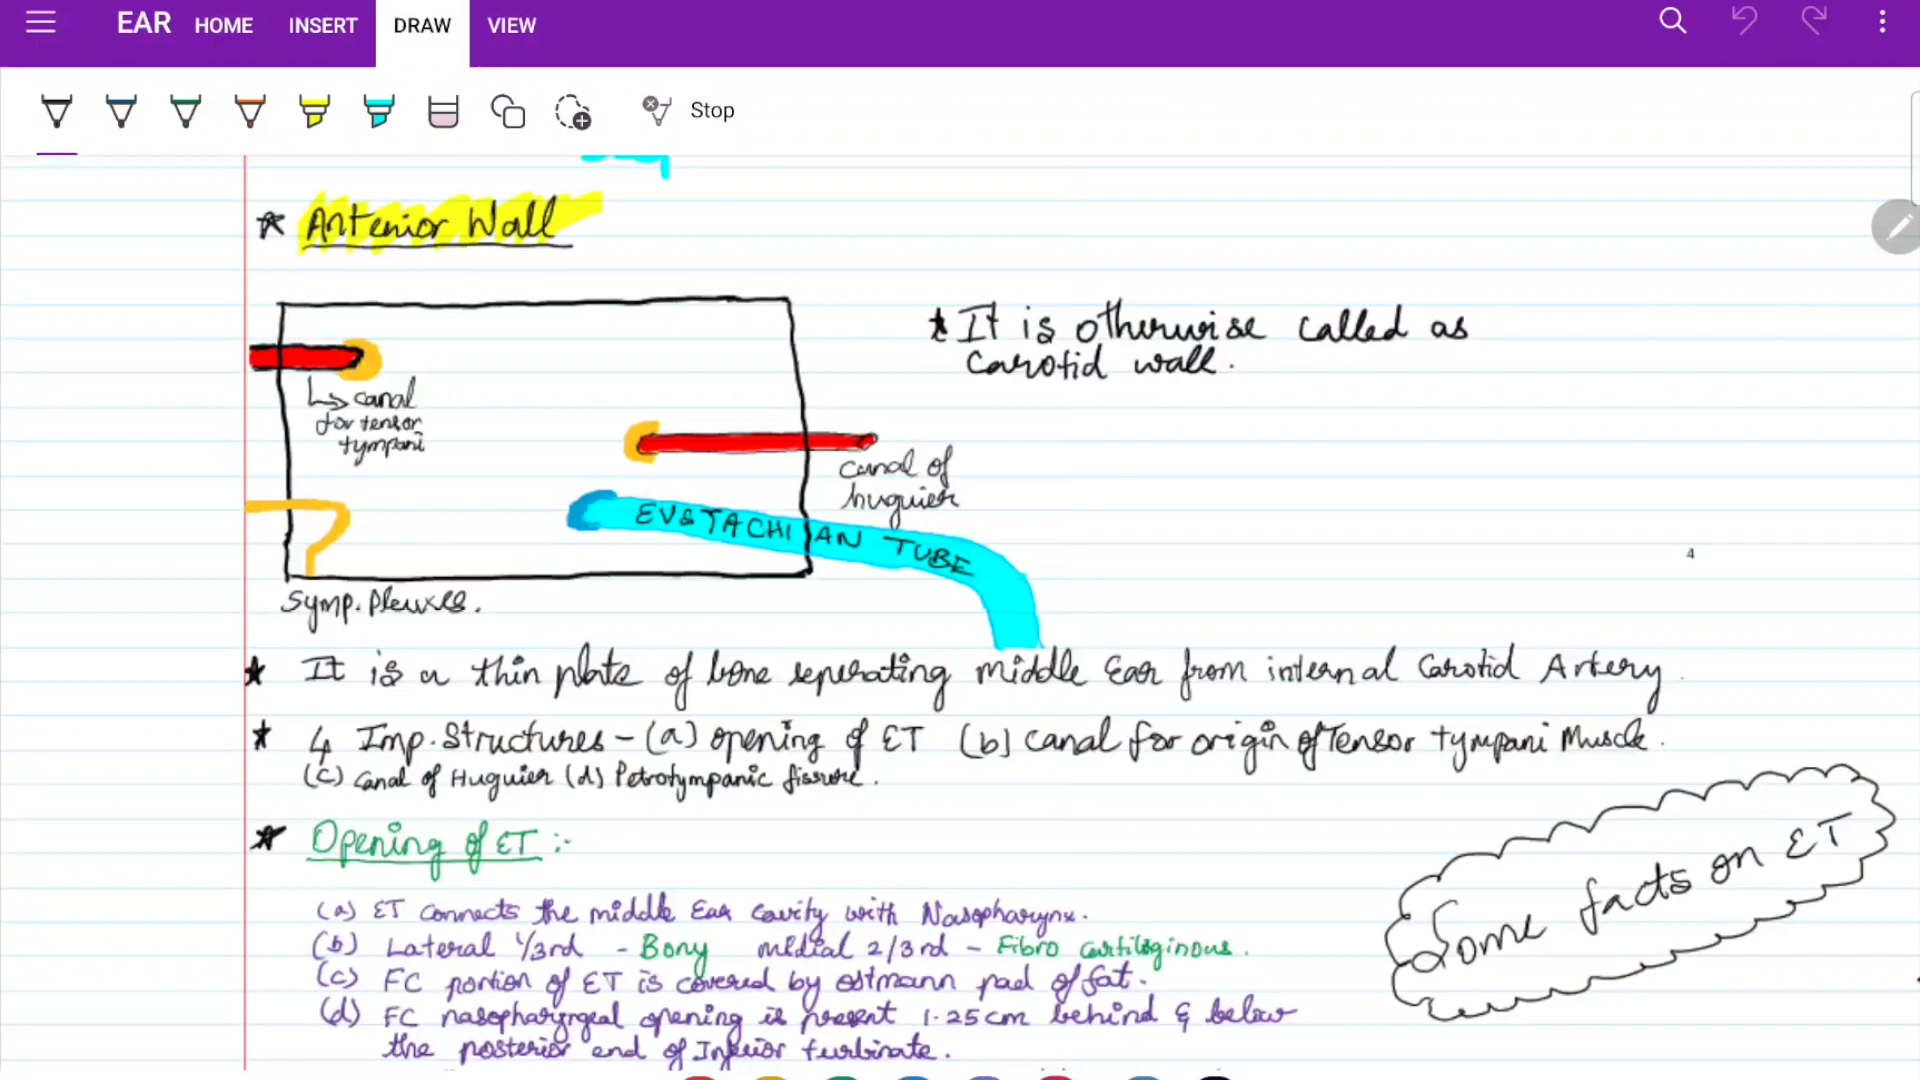 EAR HOME INSERT DRAW VIEW
Stop
Anterior Wall
It is otherwise called as
Carotid wall.
↳ canal
for tensor
tympani
canal of
huguier
EUSTACHIAN TUBE
4
Symp. Plexuses.
It is a thin plate of bone seperating middle Ear from internal Carotid Artery.
4 Imp. Structures - (a) opening of ET (b) canal for origin of Tensor tympani Muscle.
(c) canal of Huguier (d) Petrotympanic fissure.
Opening of ET :-
Some facts on ET
(a) ET connects the middle Ear cavity with Nasopharynx.
(b) Lateral 1/3rd - Bony medial 2/3rd - Fibro cartilaginous.
(c) FC portion of ET is covered by ostmann pad of fat.
(d) FC nasopharyngeal opening is present 1.25cm behind & below
the posterior end of Inferior turbinate.